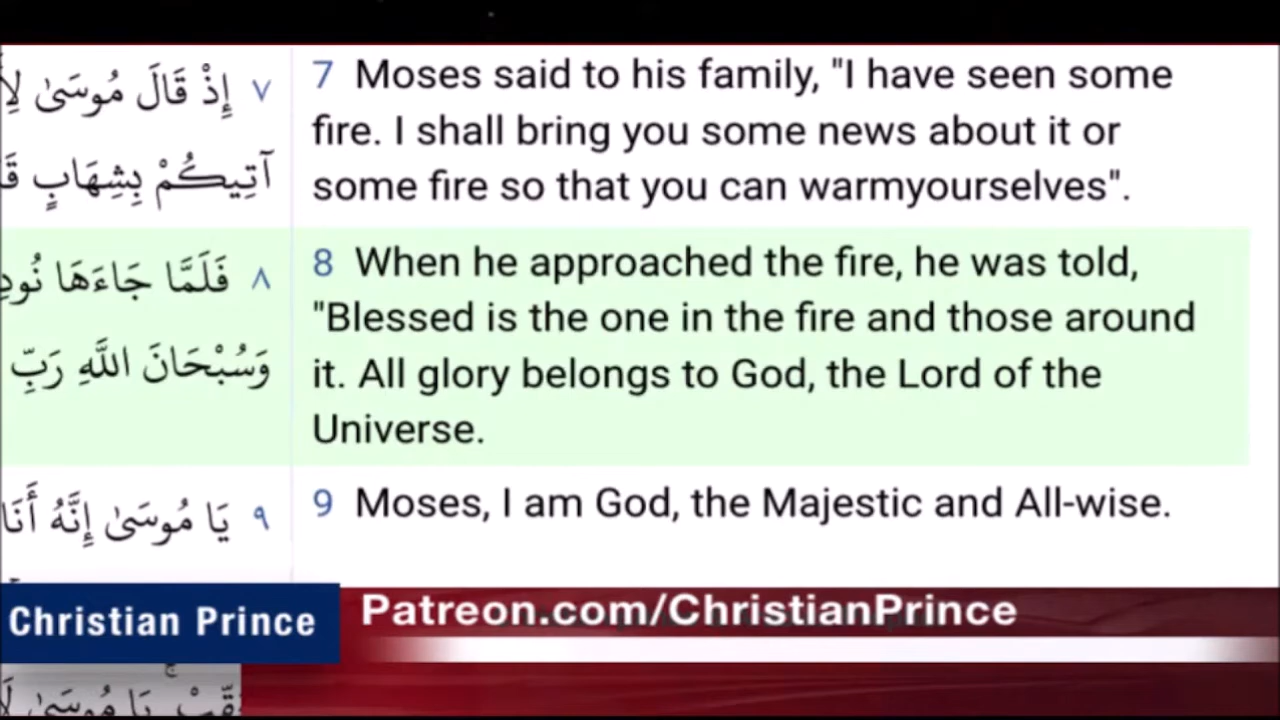 ٧ إِذْ قَالَ مُوسَىٰ
آتِيكُمْ بِشِهَابٍ
7 Moses said to his family, "I have seen some
fire. I shall bring you some news about it or
some fire so that you can warmyourselves".
٨ فَلَمَّا جَاءَهَا
وَسُبْحَانَ اللَّهِ رَبِّ
8 When he approached the fire, he was told,
"Blessed is the one in the fire and those around
it. All glory belongs to God, the Lord of the
Universe.
٩ يَا مُوسَىٰ إِنَّهُ أَنَا
9 Moses, I am God, the Majestic and All-wise.
Christian Prince
Patreon.com/ChristianPrince
يَا مُوسَىٰ